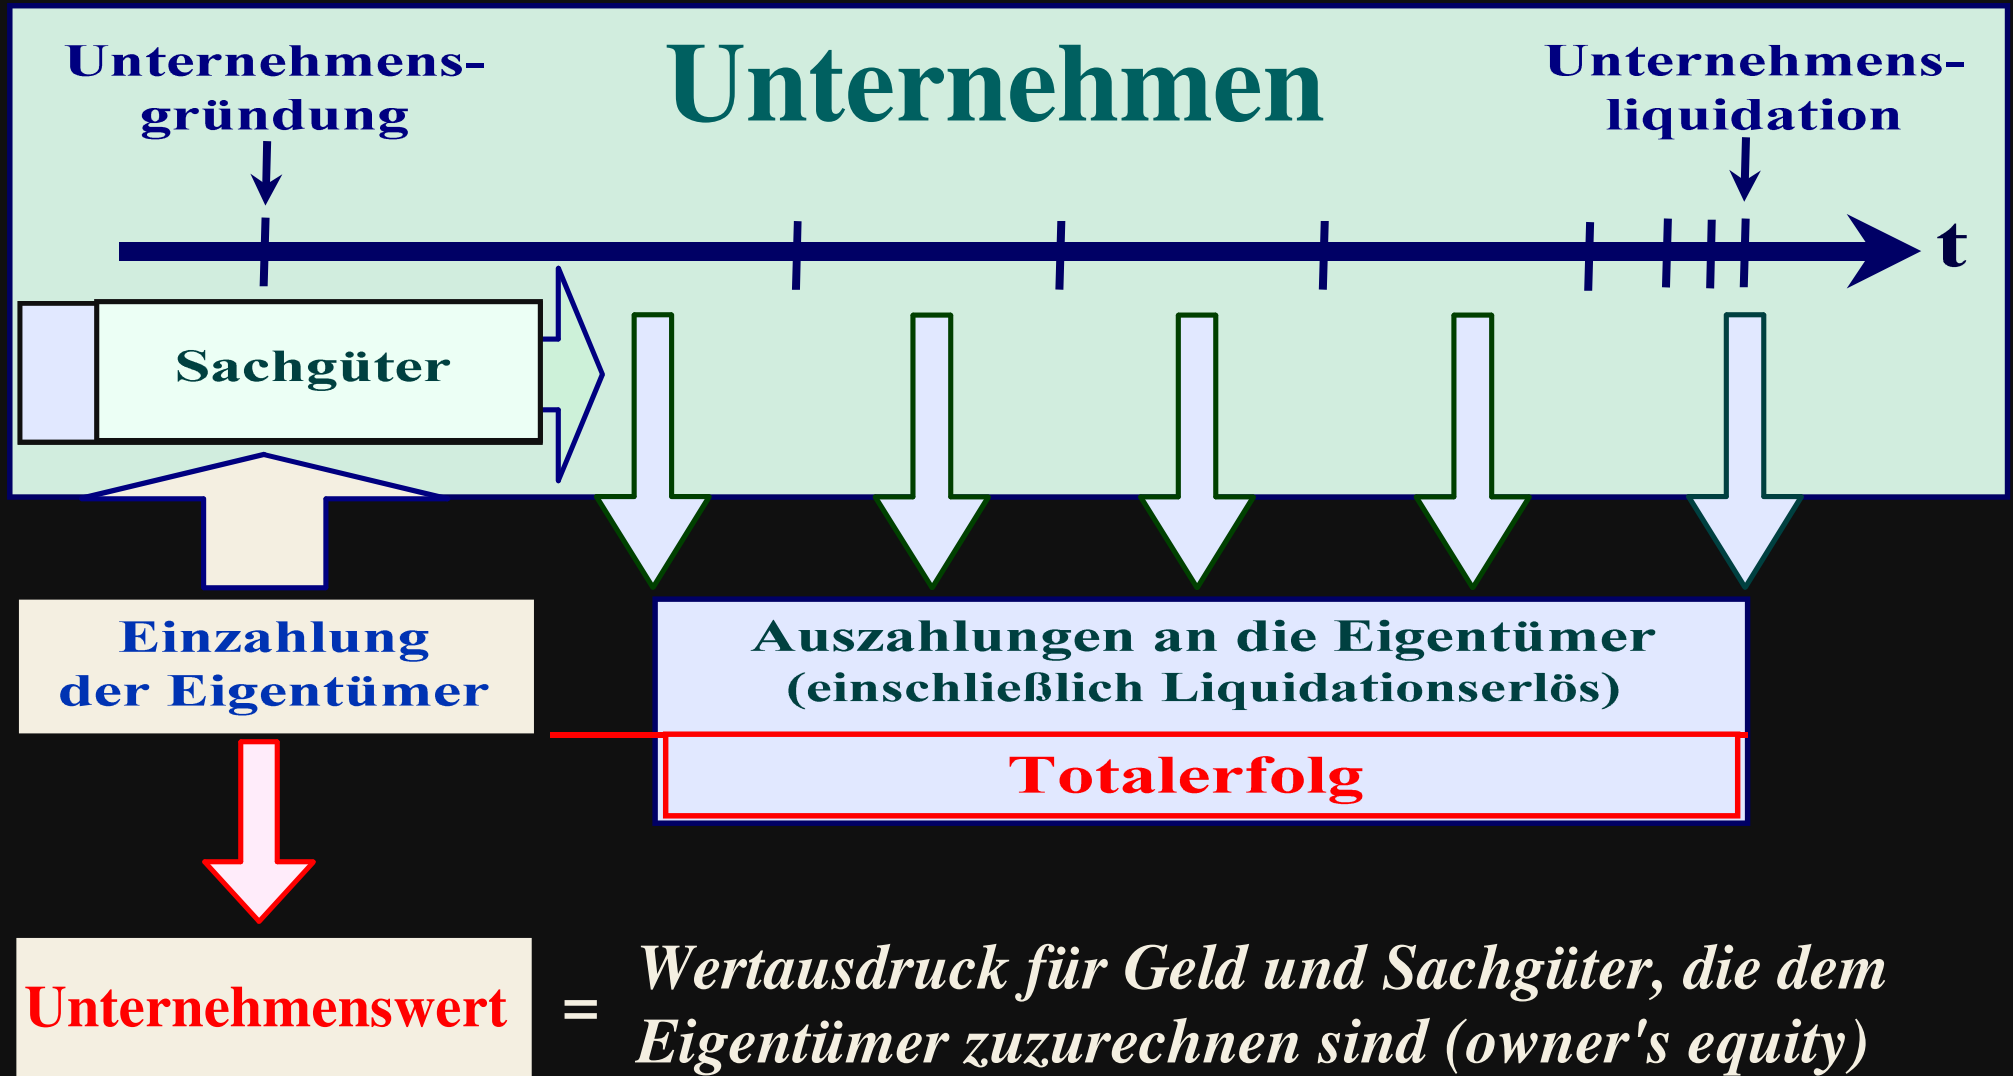 Unternehmens-
gründung
Unternehmen
Unternehmens-
liquidation
t
Sachgüter
Einzahlung
der Eigentümer
Auszahlungen an die Eigentümer
(einschließlich Liquidationserlös)
Totalerfolg
Unternehmenswert
=
Wertausdruck für Geld und Sachgüter, die dem
Eigentümer zuzurechnen sind (owner's equity)